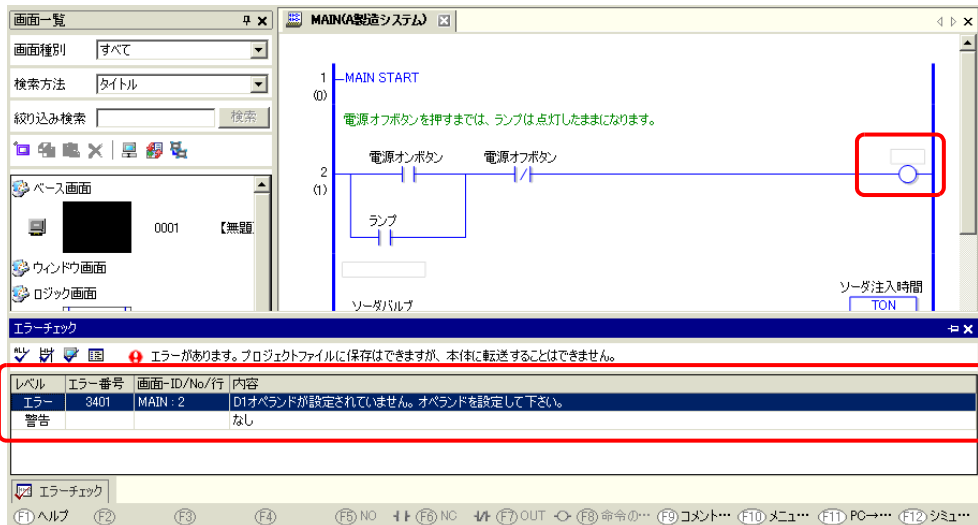 画面一覧
MAIN(A製造システム)
画面種別 すべて
検索方法 タイトル
絞り込み検索 検索
ベース画面
0001 【無題
ウィンドウ画面
ロジック画面
1 MAIN START
(0)
電源オフボタンを押すまでは、ランプは点灯したままになります。
電源オンボタン 電源オフボタン
2
(1)
ランプ
ソーダバルブ
ソーダ注入時間
TON
エラーチェック
エラーがあります。プロジェクトファイルに保存はできますが、本体に転送することはできません。
レベル エラー番号 画面-ID/No/行 内容
エラー 3401 MAIN : 2 D1オペランドが設定されていません。オペランドを設定して下さい。
警告 なし
エラーチェック
F1 ヘルプ F2 F3 F4 F5 NO F6 NC F7 OUT F8 命令の… F9 コメント… F10 メニュ… F11 PC→… F12 シミュ…